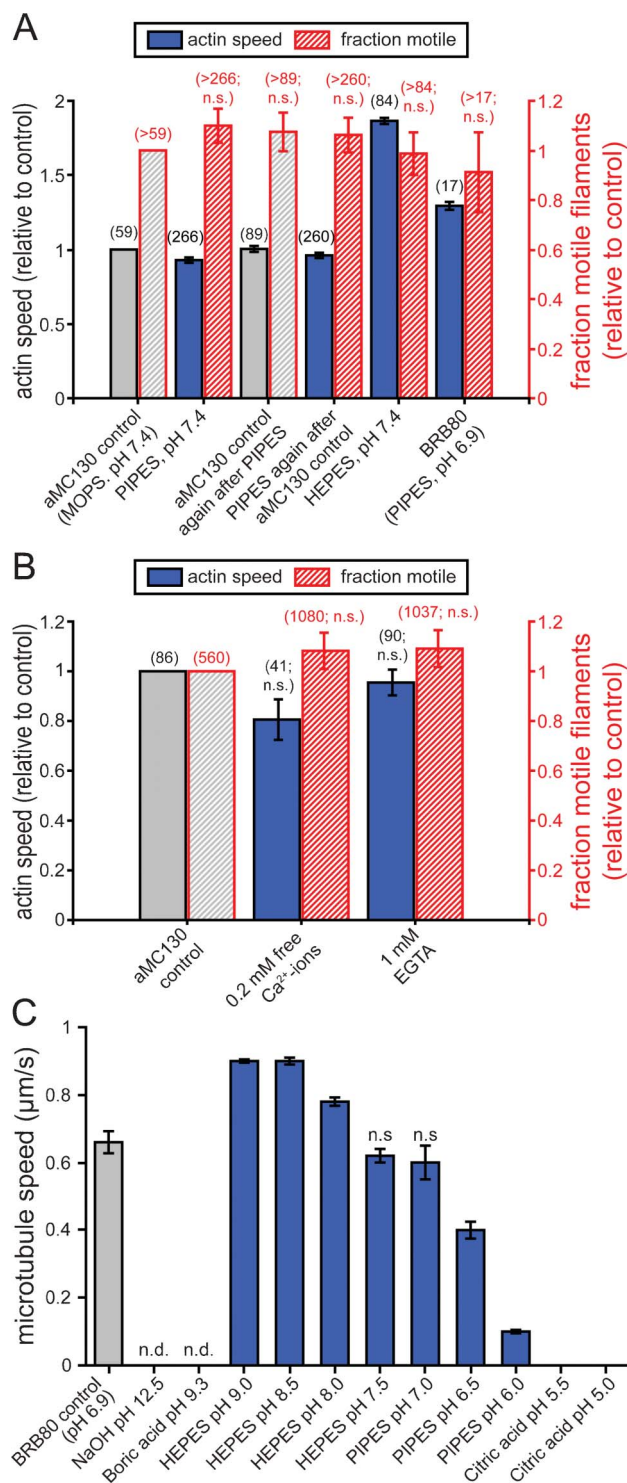 A
actin speed
fraction motile
(>59)
(>266;
n.s.)
(>89;
n.s.)
(>260;
n.s.)
(84)
(>84;
n.s.)
(>17;
n.s.)
(59)
(266)
(89)
(260)
(17)
2
1.5
1
0.5
0
1.2
1
0.8
0.6
0.4
0.2
0
actin speed (relative to control)
fraction motile filaments
(relative to control)
aMC130 control
(MOPS. pH 7.4)
PIPES, pH 7.4
aMC130 control
again after PIPES
PIPES again after
aMC130 control
HEPES, pH 7.4
BRB80
(PIPES, pH 6.9)
B
actin speed
fraction motile
(86)
(560)
(41;
n.s.)
(1080; n.s.)
(90;
n.s.)
(1037; n.s.)
1.2
1
0.8
0.6
0.4
0.2
0
1.2
1
0.8
0.6
0.4
0.2
0
actin speed (relative to control)
fraction motile filaments
(relative to control)
aMC130
control
0.2 mM free
Ca²⁺-ions
1 mM
EGTA
C
1
0.8
0.6
0.4
0.2
0
microtubule speed (µm/s)
n.d.
n.d.
n.s
n.s
BRB80 control
(pH 6.9)
NaOH pH 12.5
Boric acid pH 9.3
HEPES pH 9.0
HEPES pH 8.5
HEPES pH 8.0
HEPES pH 7.5
PIPES pH 7.0
PIPES pH 6.5
PIPES pH 6.0
Citric acid pH 5.5
Citric acid pH 5.0